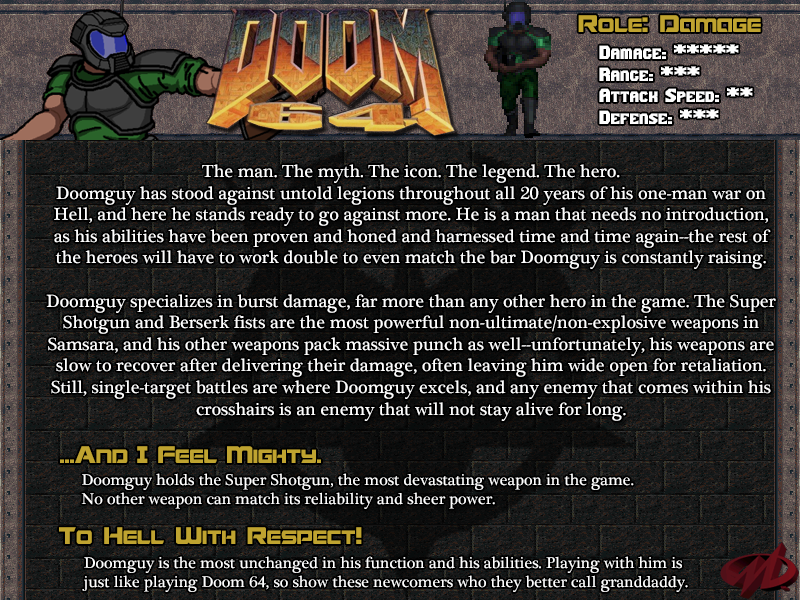 DOOM
64
Role: Damage
Damage: *****
Range: ***
Attack Speed: **
Defense: ***
The man. The myth. The icon. The legend. The hero.
Doomguy has stood against untold legions throughout all 20 years of his one-man war on
Hell, and here he stands ready to go against more. He is a man that needs no introduction,
as his abilities have been proven and honed and harnessed time and time again--the rest of
the heroes will have to work double to even match the bar Doomguy is constantly raising.
Doomguy specializes in burst damage, far more than any other hero in the game. The Super
Shotgun and Berserk fists are the most powerful non-ultimate/non-explosive weapons in
Samsara, and his other weapons pack massive punch as well--unfortunately, his weapons are
slow to recover after delivering their damage, often leaving him wide open for retaliation.
Still, single-target battles are where Doomguy excels, and any enemy that comes within his
crosshairs is an enemy that will not stay alive for long.
...And I Feel Mighty.
Doomguy holds the Super Shotgun, the most devastating weapon in the game.
No other weapon can match its reliability and sheer power.
To Hell With Respect!
Doomguy is the most unchanged in his function and his abilities. Playing with him is
just like playing Doom 64, so show these newcomers who they better call granddaddy.